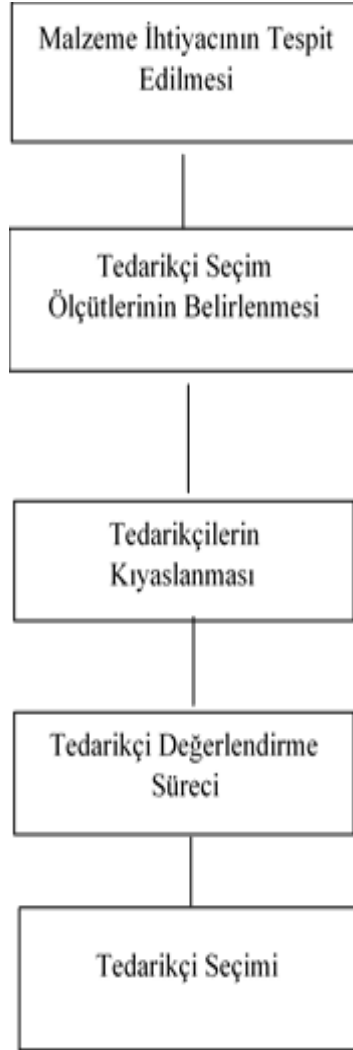 Malzeme İhtiyacının Tespit
Edilmesi
Tedarikçi Seçim
Ölçütlerinin Belirlenmesi
Tedarikçilerin
Kıyaslanması
Tedarikçi Değerlendirme
Süreci
Tedarikçi Seçimi